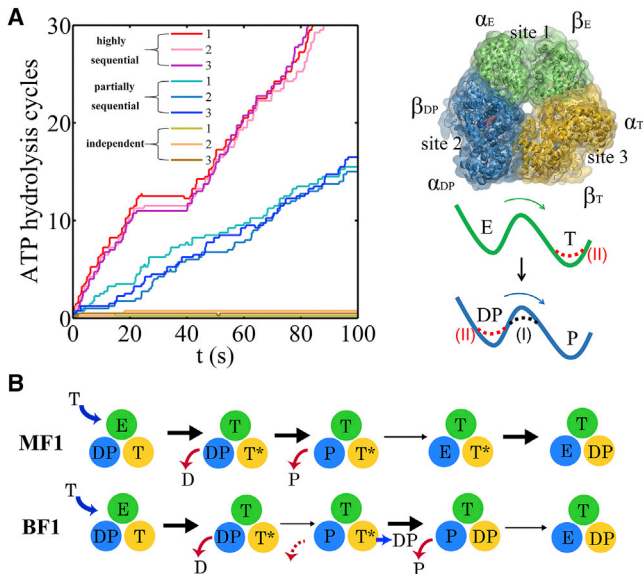 A
ATP hydrolysis cycles
30
20
10
0
0 20 40 60 80 100
t (s)
highly
sequential
1
2
3
partially
sequential
1
2
3
independent
1
2
3
αE βE
site 1
βDP αT
site 2
site 3
αDP βT
E T
(II)
DP
(II) (I) P
B
MF1
T
E T T T T
DP T DP T* P T* E T* E DP
D P
BF1
T
E T T T T
DP T DP T* P T* DP P DP E DP
D P